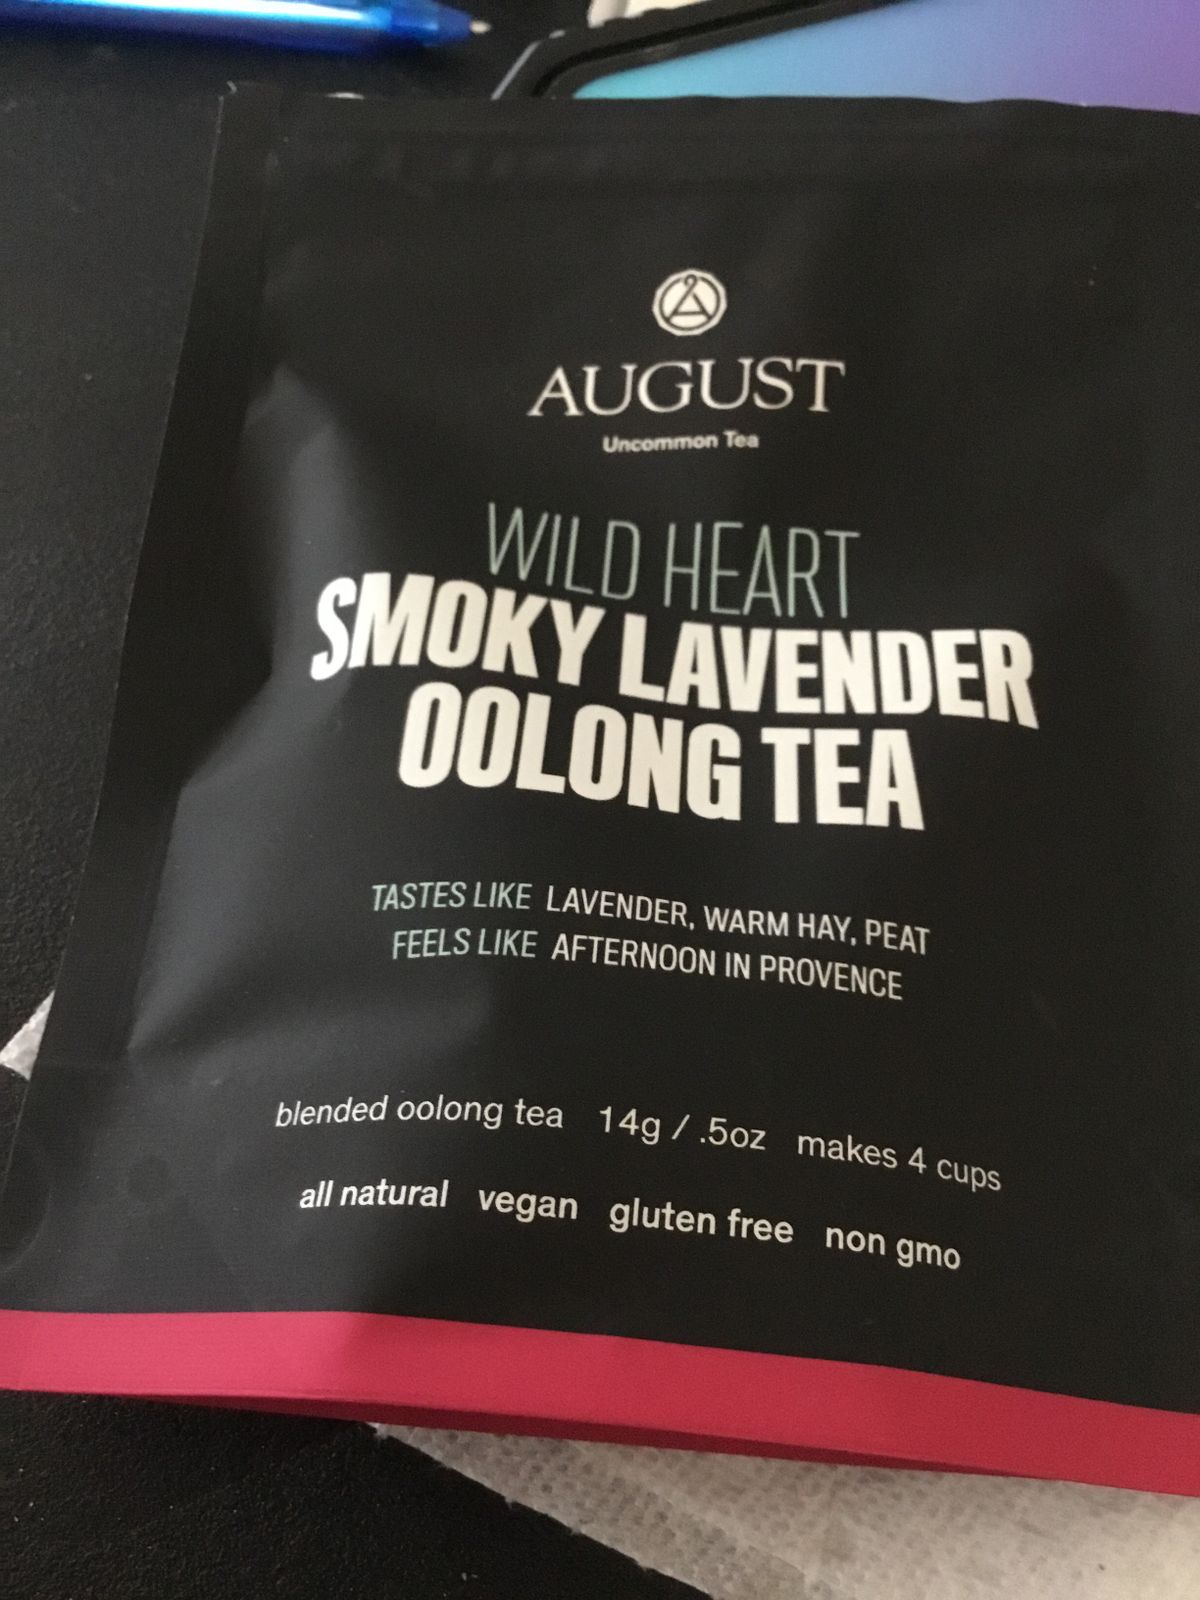 AUGUST
Uncommon Tea
WILD HEART
SMOKY LAVENDER
OOLONG TEA
TASTES LIKE LAVENDER, WARM HAY, PEAT
FEELS LIKE AFTERNOON IN PROVENCE
blended oolong tea 14g / .5oz makes 4 cups
all natural vegan gluten free non gmo